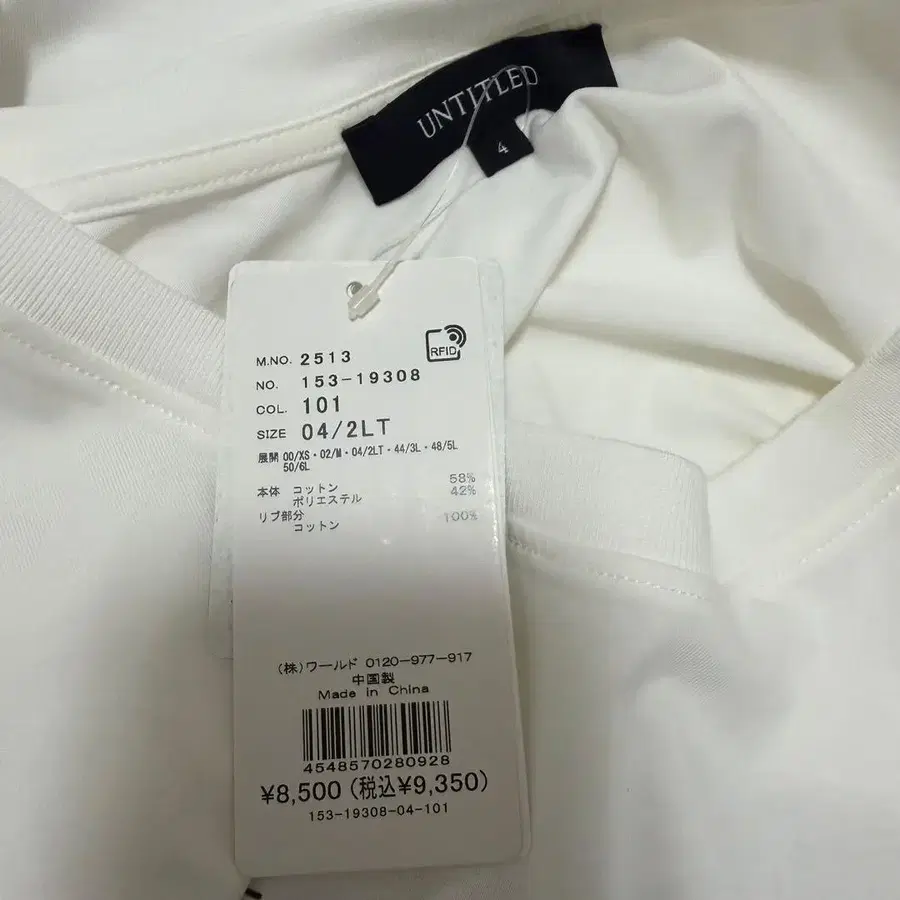 UNTITLED
4
RFID
M.NO. 2513
NO. 153-19308
COL. 101
SIZE 04/2LT
展開 00/XS・02/M・04/2LT・44/3L・48/5L
50/6L
本体 コットン 58%
ポリエステル 42%
リブ部分
コットン 100%
(株)ワールド 0120-977-917
中国製
Made in China
4548570280928
¥8,500(税込¥9,350)
153-19308-04-101